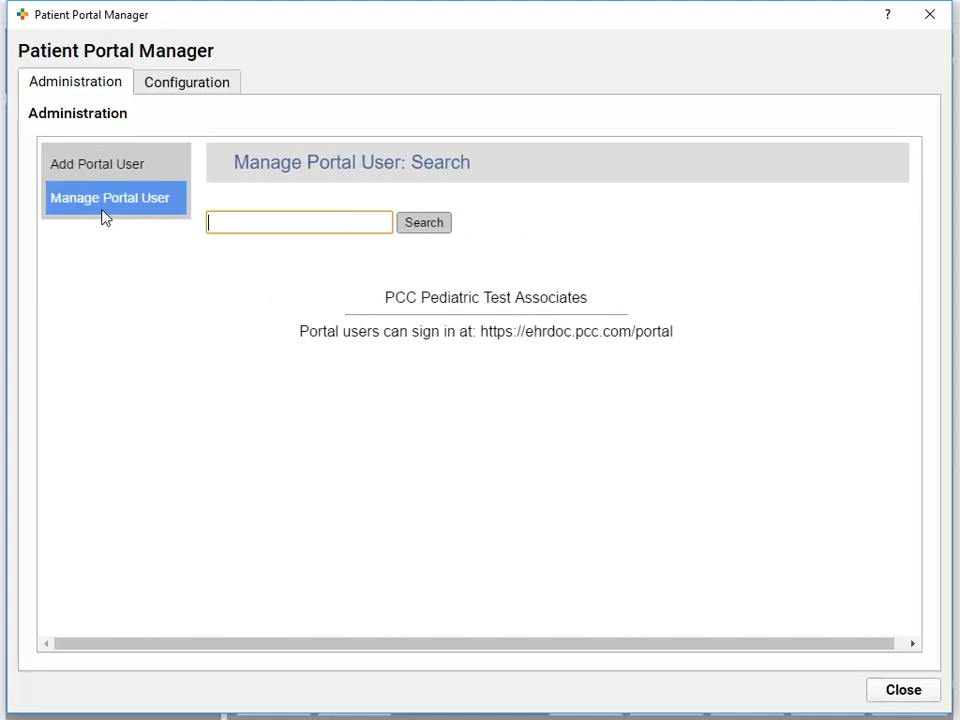 Patient Portal Manager
?
Patient Portal Manager
Administration
Configuration
Administration
Add Portal User
Manage Portal User
Manage Portal User: Search
Search
PCC Pediatric Test Associates
Portal users can sign in at: https://ehrdoc.pcc.com/portal
Close